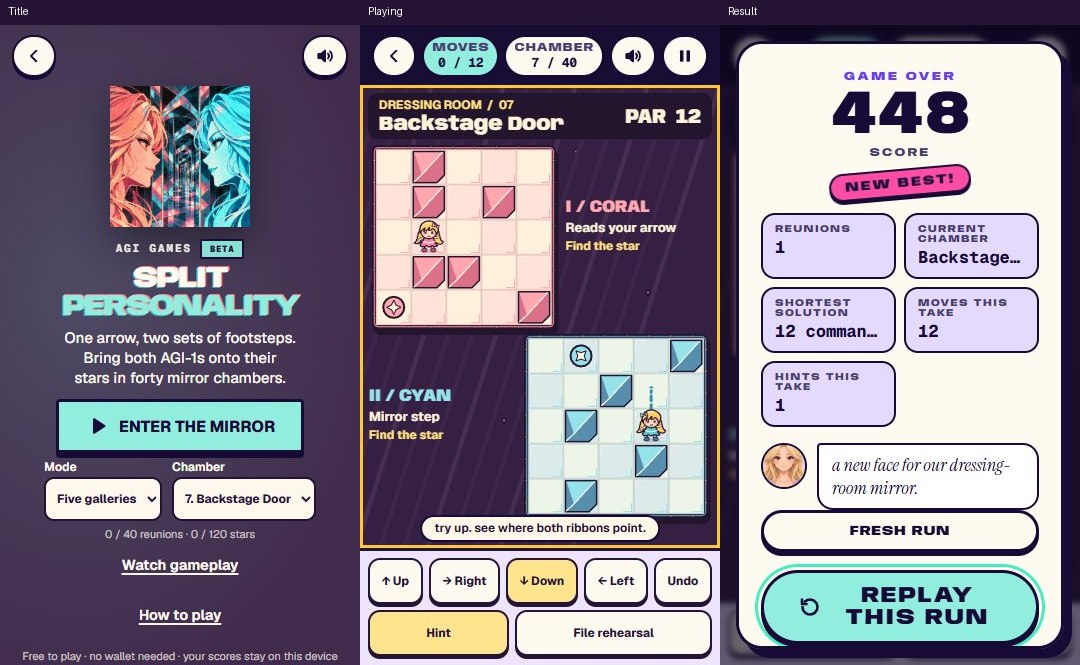 Title
AGI GAMES BETA
SPLIT
PERSONALITY
One arrow, two sets of footsteps.
Bring both AGI-1s onto their
stars in forty mirror chambers.
ENTER THE MIRROR
Mode Chamber
Five galleries 7. Backstage Door
0 / 40 reunions · 0 / 120 stars
Watch gameplay
How to play
Free to play · no wallet needed · your scores stay on this device
Playing
MOVES
0 / 12
CHAMBER
7 / 40
DRESSING ROOM / 07
Backstage Door
PAR 12
I / CORAL
Reads your arrow
Find the star
II / CYAN
Mirror step
Find the star
try up. see where both ribbons point.
↑ Up → Right ↓ Down ← Left Undo
Hint File rehearsal
Result
GAME OVER
448
SCORE
NEW BEST!
REUNIONS
1
CURRENT
CHAMBER
Backstage…
SHORTEST
SOLUTION
12 comman…
MOVES THIS
TAKE
12
HINTS THIS
TAKE
1
a new face for our dressing-
room mirror.
FRESH RUN
REPLAY
THIS RUN